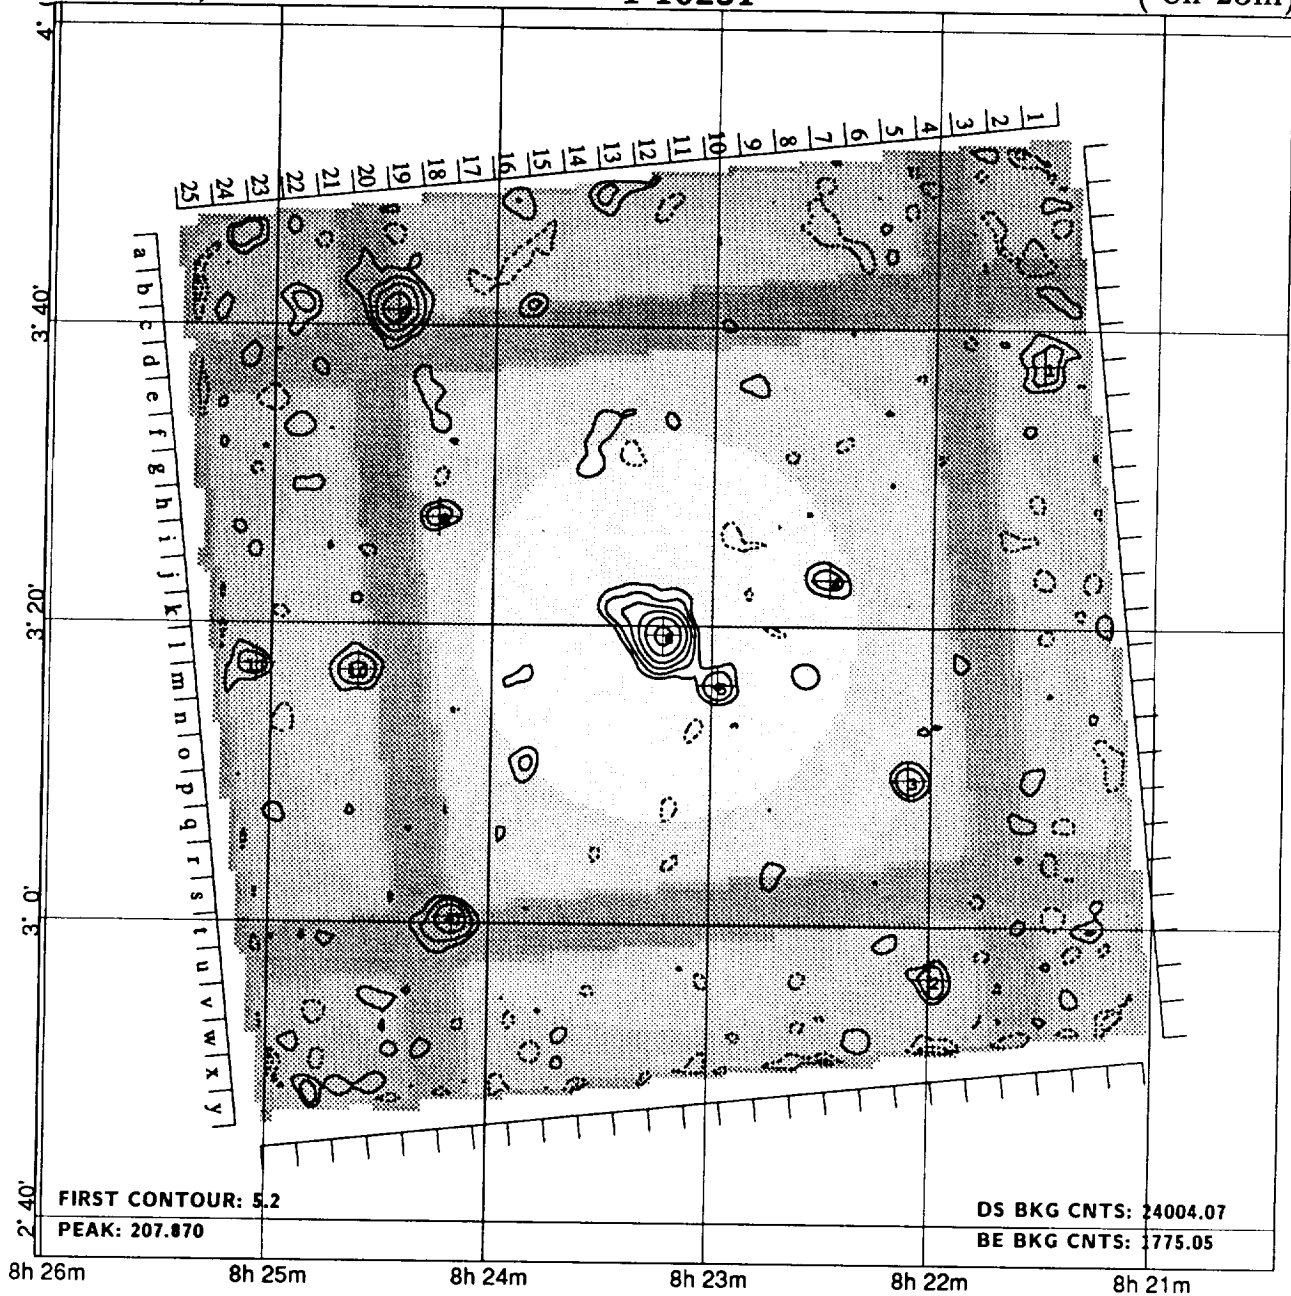 25 24 23 22 21 20 19 18 17 16 15 14 13 12 11 10 9 8 7 6 5 4 3 2 1
a b c d e f g h i j k l m n o p q r s t u v w x y
3° 40'
3° 20'
3° 0'
2° 40'
3
2
FIRST CONTOUR: 5.2
PEAK: 207.870
DS BKG CNTS: 24004.07
BE BKG CNTS: 1775.05
8h 26m 8h 25m 8h 24m 8h 23m 8h 22m 8h 21m